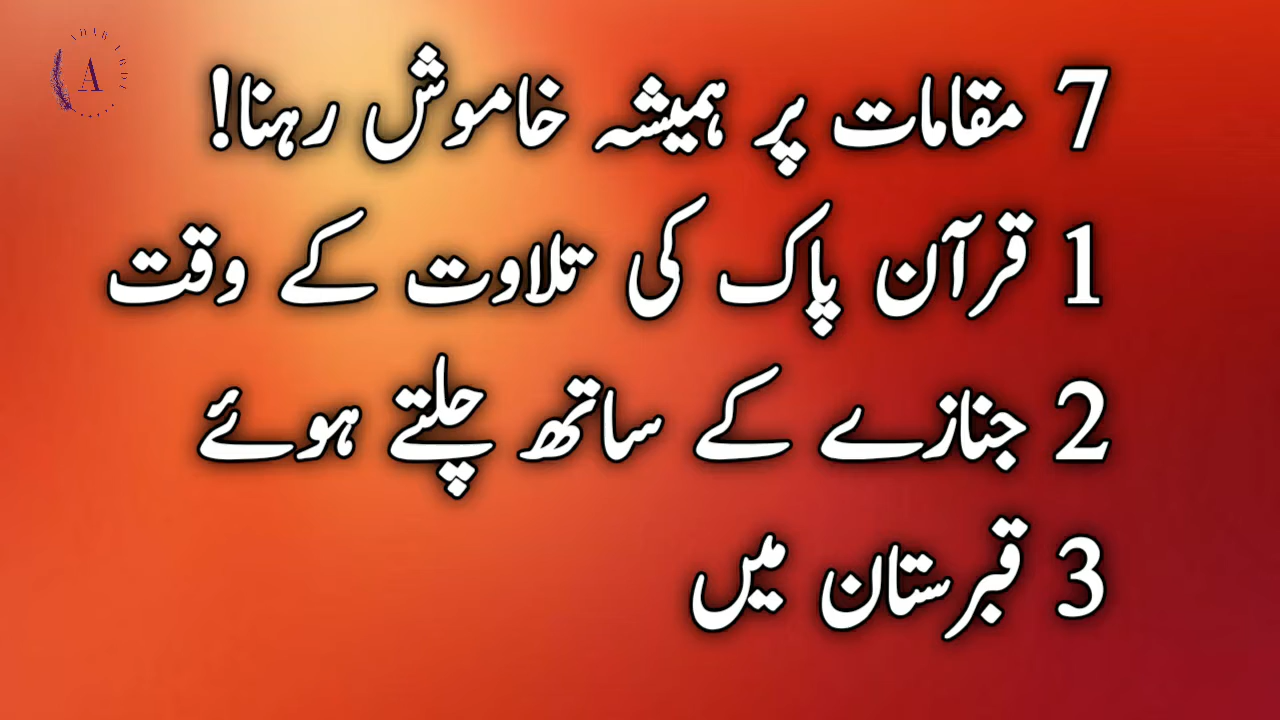 7 مقامات پر ہمیشہ خاموش رہنا!
1 قرآن پاک کی تلاوت کے وقت
2 جنازے کے ساتھ چلتے ہوئے
3 قبرستان میں
A